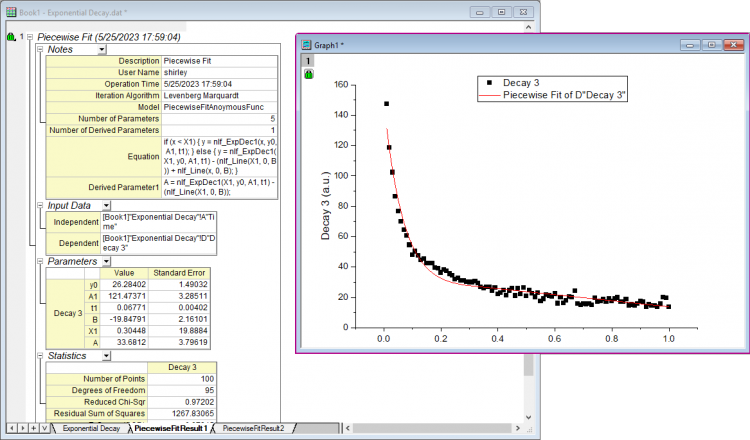 Book1 - Exponential Decay.dat *
1
Piecewise Fit (5/25/2023 17:59:04)
Notes
Description Piecewise Fit
User Name shirley
Operation Time 5/25/2023 17:59:04
Iteration Algorithm Levenberg Marquardt
Model PiecewiseFitAnoymousFunc
Number of Parameters 5
Number of Derived Parameters 1
Equation
if (x < X1) { y = nlf_ExpDec1(x, y0,
A1, t1); } else { y = nlf_ExpDec1(
X1, y0, A1, t1) - (nlf_Line(X1, 0, B
)) + nlf_Line(x, 0, B); }
Derived Parameter1
A = nlf_ExpDec1(X1, y0, A1, t1) -
(nlf_Line(X1, 0, B));
Input Data
Independent
[Book1]"Exponential Decay"!A"Ti
me"
Dependent
[Book1]"Exponential Decay"!D"D
ecay 3"
Parameters
Value Standard Error
Decay 3
y0 26.28402 1.49032
A1 121.47371 3.28511
t1 0.06771 0.00402
B -19.84791 2.16101
X1 0.30448 19.8884
A 33.6812 3.79619
Statistics
Decay 3
Number of Points 100
Degrees of Freedom 95
Reduced Chi-Sqr 0.97202
Residual Sum of Squares 1267.83065
Exponential Decay PiecewiseFitResult1 PiecewiseFitResult2
Graph1 *
1
Decay 3
Piecewise Fit of D"Decay 3"
Decay 3 (a.u.)
160
140
120
100
80
60
40
20
0
0.0 0.2 0.4 0.6 0.8 1.0